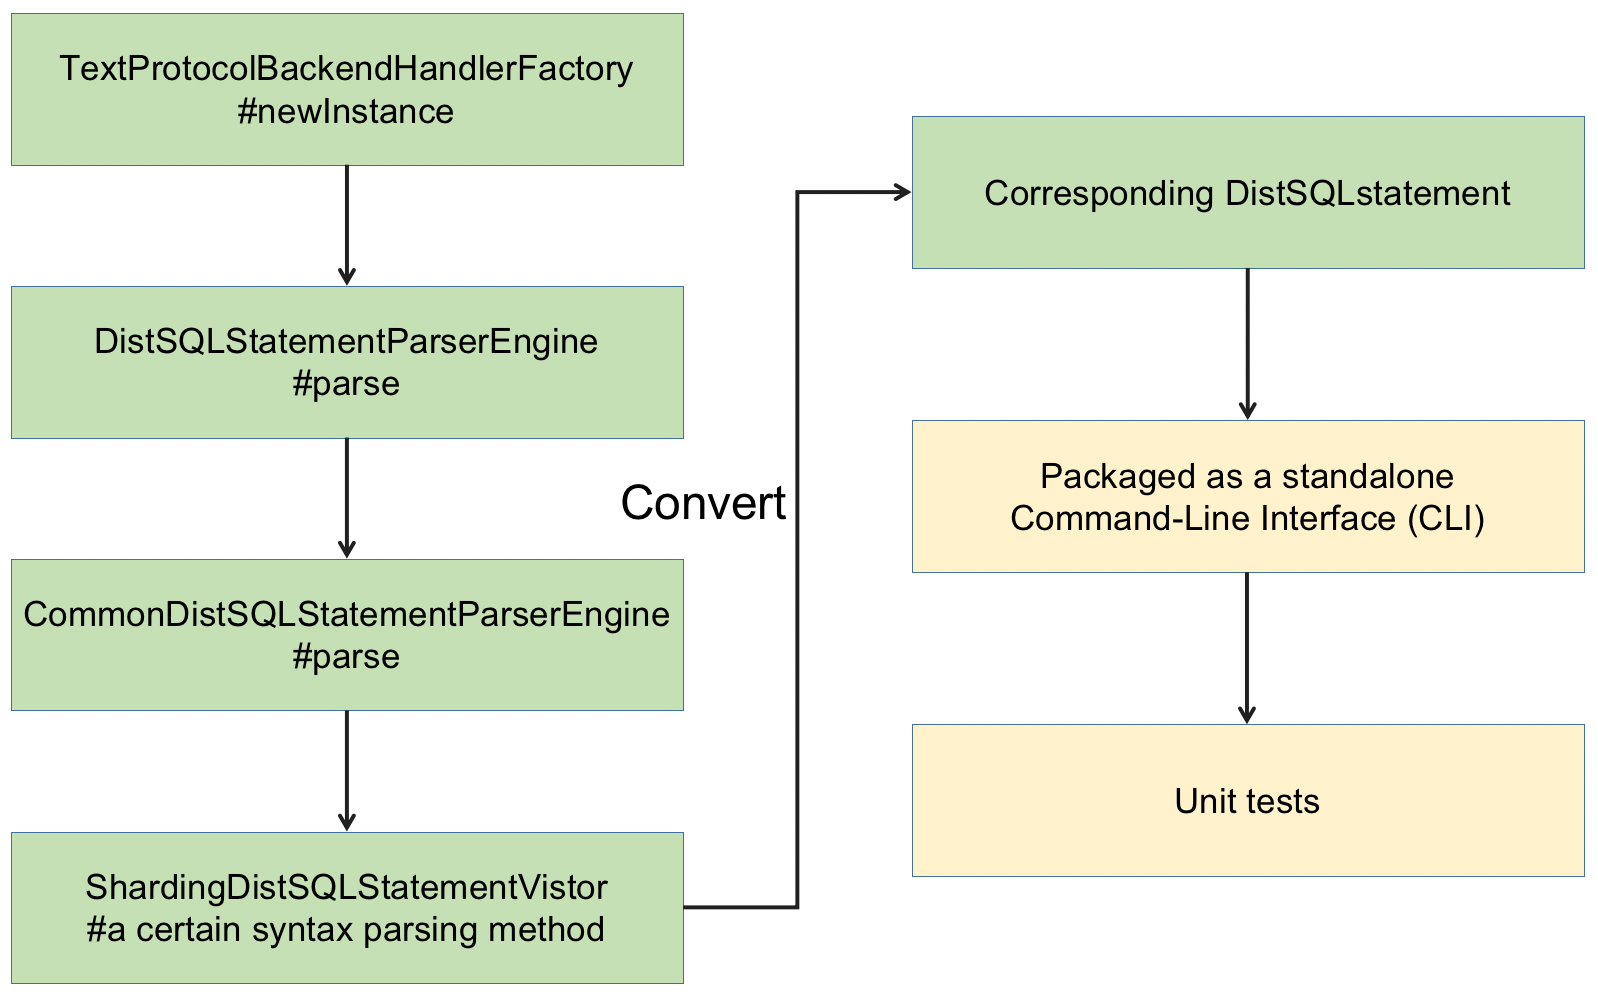 TextProtocolBackendHandlerFactory
#newInstance
DistSQLStatementParserEngine
#parse
CommonDistSQLStatementParserEngine
#parse
ShardingDistSQLStatementVistor
#a certain syntax parsing method
Convert
Corresponding DistSQLstatement
Packaged as a standalone
Command-Line Interface (CLI)
Unit tests